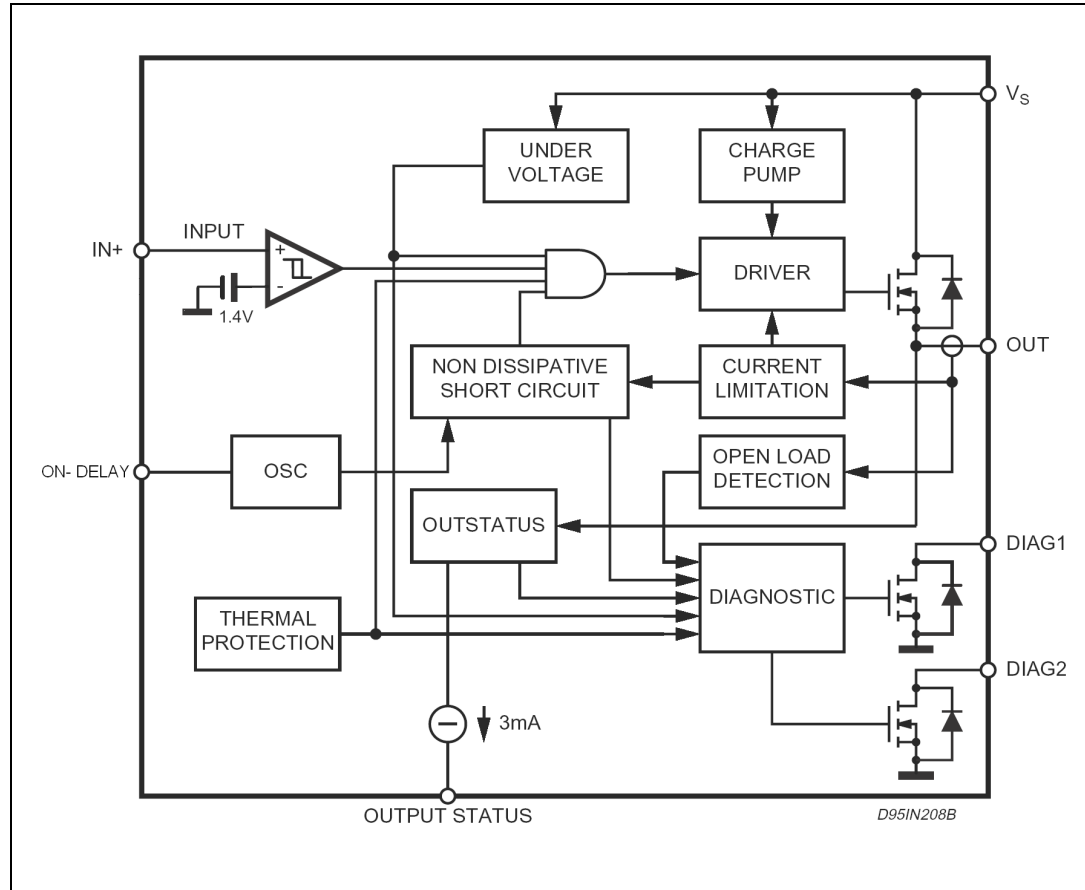 VS
UNDER
VOLTAGE
CHARGE
PUMP
INPUT
IN+
+
-
1.4V
DRIVER
OUT
NON DISSIPATIVE
SHORT CIRCUIT
CURRENT
LIMITATION
ON- DELAY
OSC
OPEN LOAD
DETECTION
OUTSTATUS
DIAG1
DIAGNOSTIC
THERMAL
PROTECTION
DIAG2
3mA
OUTPUT STATUS
D95IN208B